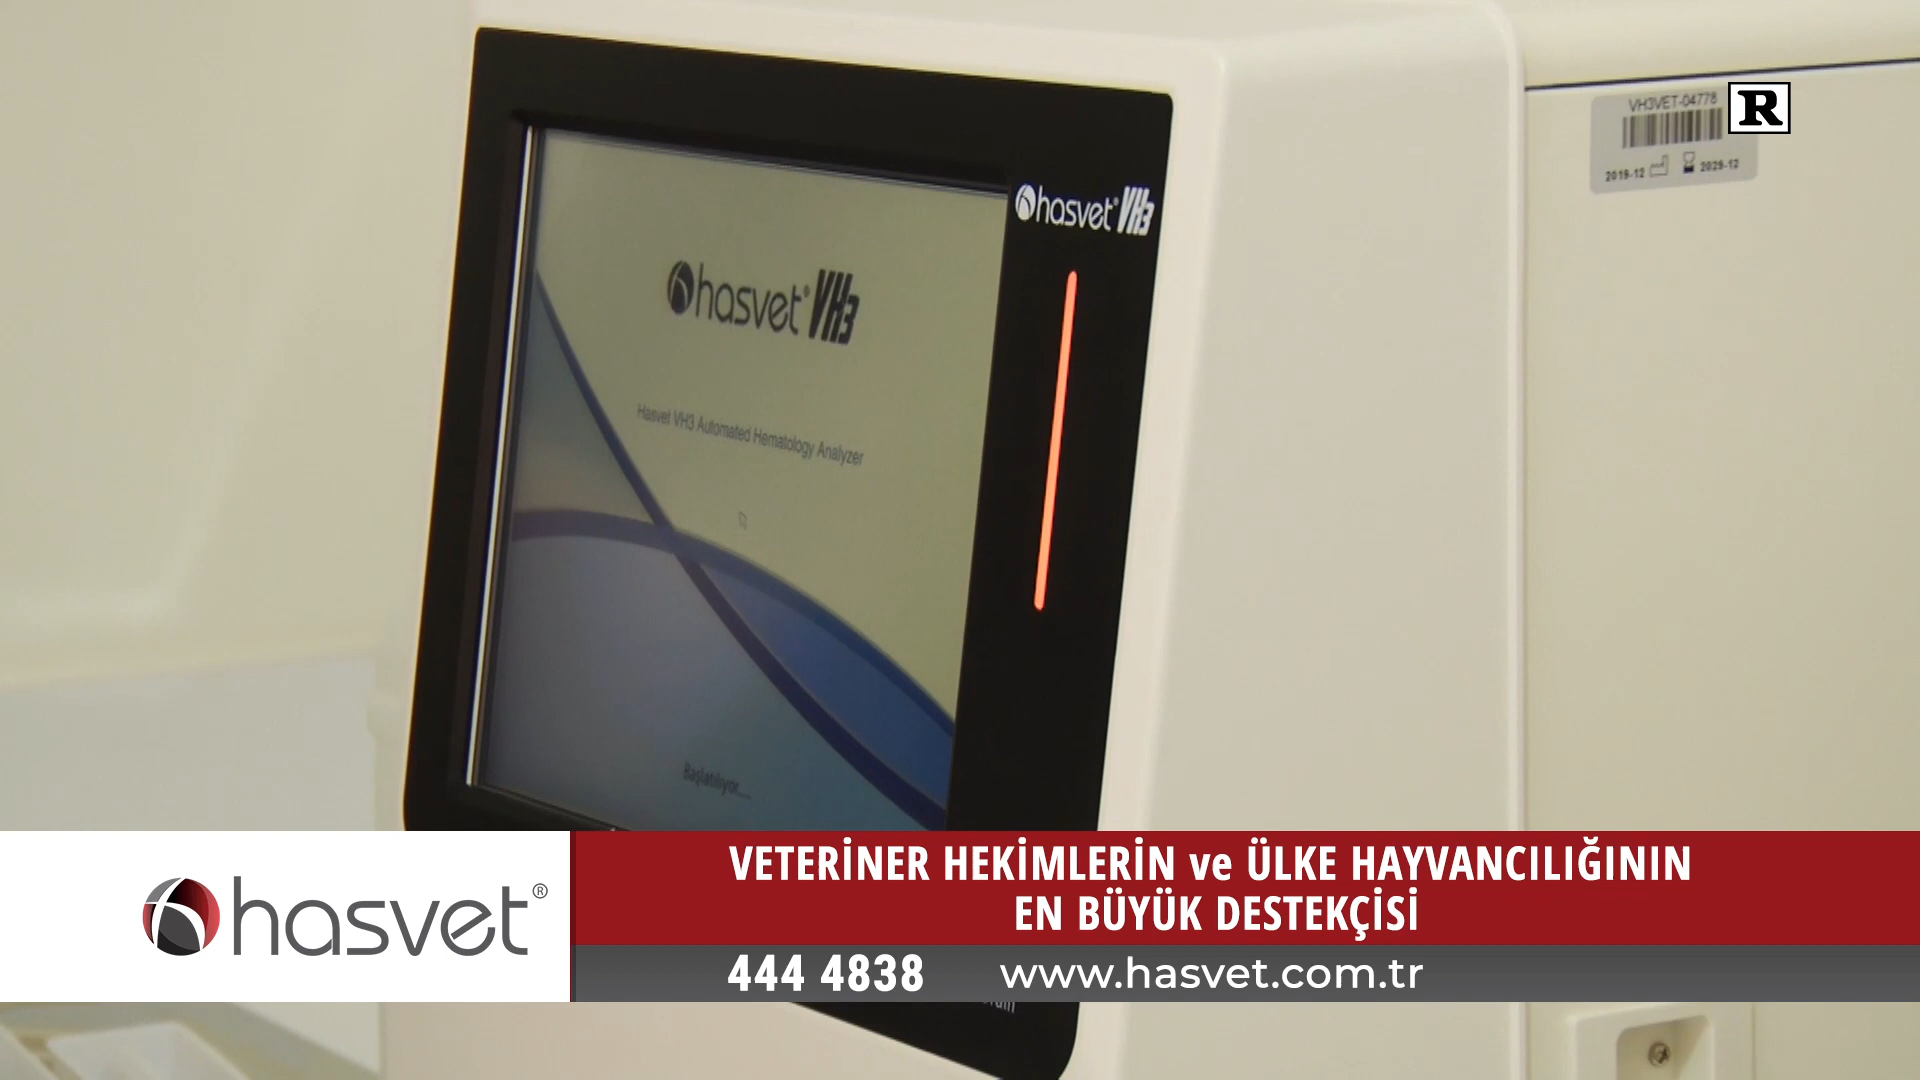 VH3VET-04778
R
2019-12 2029-12
hasvet® VH3
hasvet® VH3
Hasvet VH3 Automated Hematology Analyzer
Başlatılıyor....
hasvet®
VETERİNER HEKİMLERİN ve ÜLKE HAYVANCILIĞININ
EN BÜYÜK DESTEKÇİSİ
444 4838 www.hasvet.com.tr